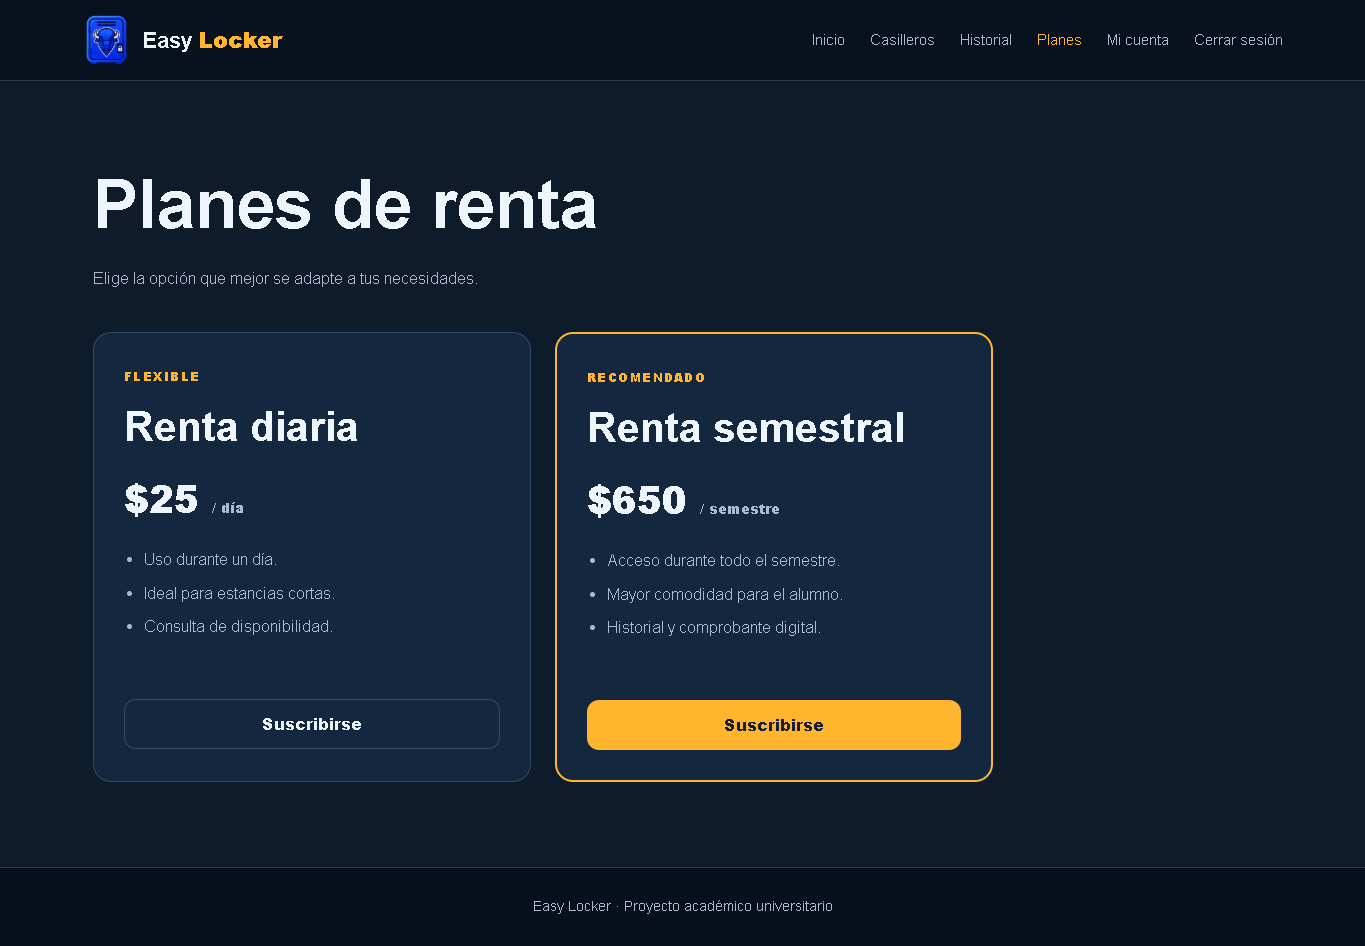 Easy Locker
Inicio Casilleros Historial Planes Mi cuenta Cerrar sesión
Planes de renta
Elige la opción que mejor se adapte a tus necesidades.
FLEXIBLE
Renta diaria
$25 / día
• Uso durante un día.
• Ideal para estancias cortas.
• Consulta de disponibilidad.
Suscribirse
RECOMENDADO
Renta semestral
$650 / semestre
• Acceso durante todo el semestre.
• Mayor comodidad para el alumno.
• Historial y comprobante digital.
Suscribirse
Easy Locker · Proyecto académico universitario